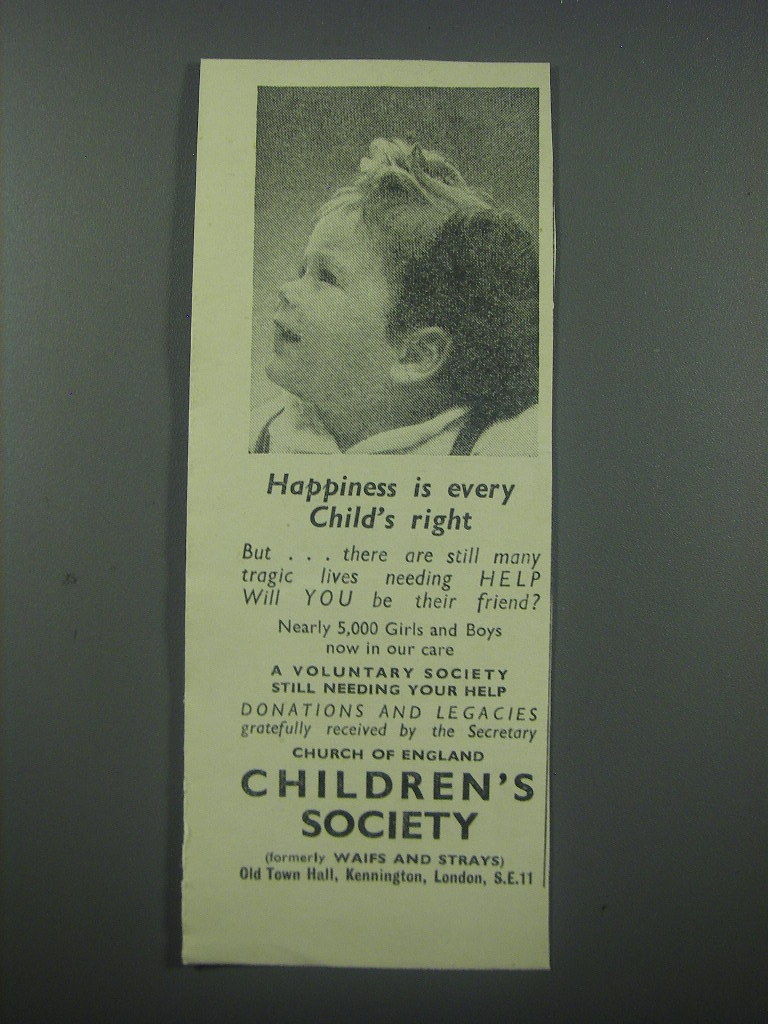 Happiness is every
Child's right
But . . . there are still many
tragic lives needing HELP
Will YOU be their friend?
Nearly 5,000 Girls and Boys
now in our care
A VOLUNTARY SOCIETY
STILL NEEDING YOUR HELP
DONATIONS AND LEGACIES
gratefully received by the Secretary
CHURCH OF ENGLAND
CHILDREN'S
SOCIETY
(formerly WAIFS AND STRAYS)
Old Town Hall, Kennington, London, S.E.11